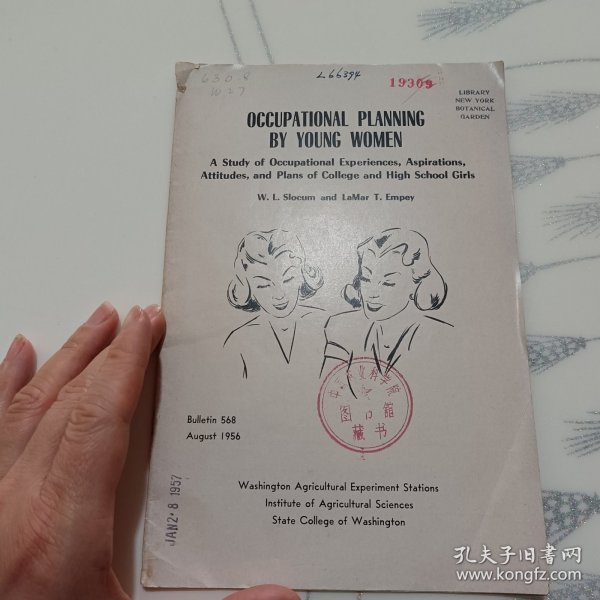 630.8
W27
L66394
19309
LIBRARY
NEW YORK
BOTANICAL
GARDEN
OCCUPATIONAL PLANNING
BY YOUNG WOMEN
A Study of Occupational Experiences, Aspirations,
Attitudes, and Plans of College and High School Girls
W. L. Slocum and LaMar T. Empey
图书馆
藏书
Bulletin 568
August 1956
JAN 28 1957
Washington Agricultural Experiment Stations
Institute of Agricultural Sciences
State College of Washington
孔夫子旧书网
www.kongfz.com